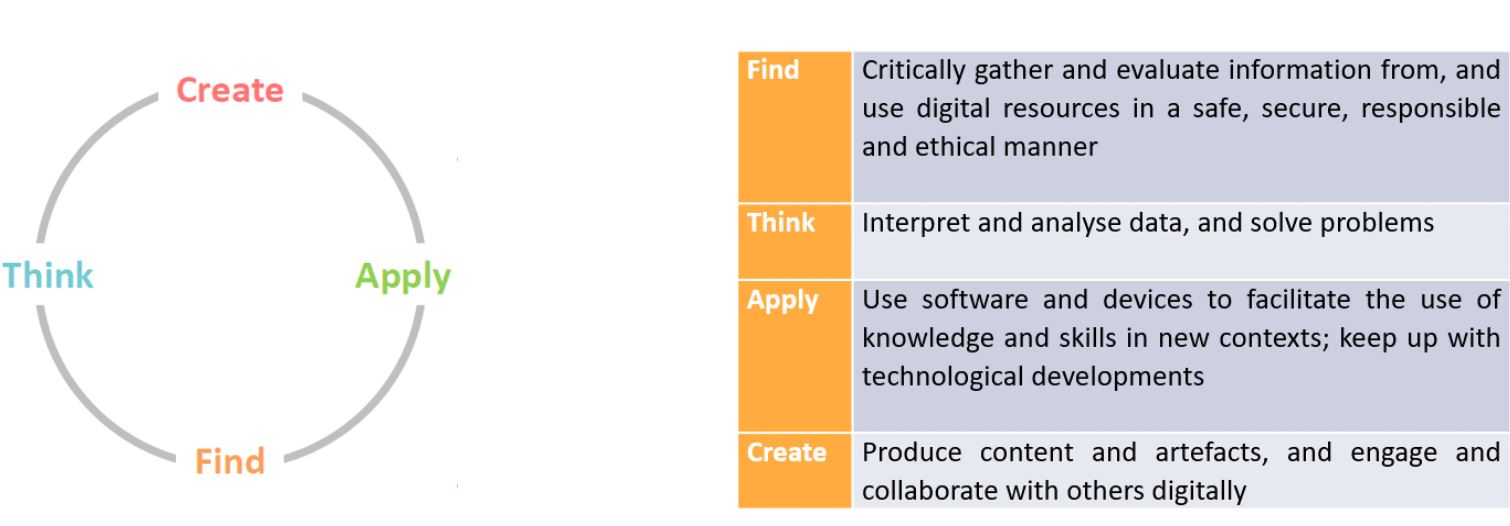 Create
Think
Apply
Find
Find
Critically gather and evaluate information from, and
use digital resources in a safe, secure, responsible
and ethical manner
Think
Interpret and analyse data, and solve problems
Apply
Use software and devices to facilitate the use of
knowledge and skills in new contexts; keep up with
technological developments
Create
Produce content and artefacts, and engage and
collaborate with others digitally